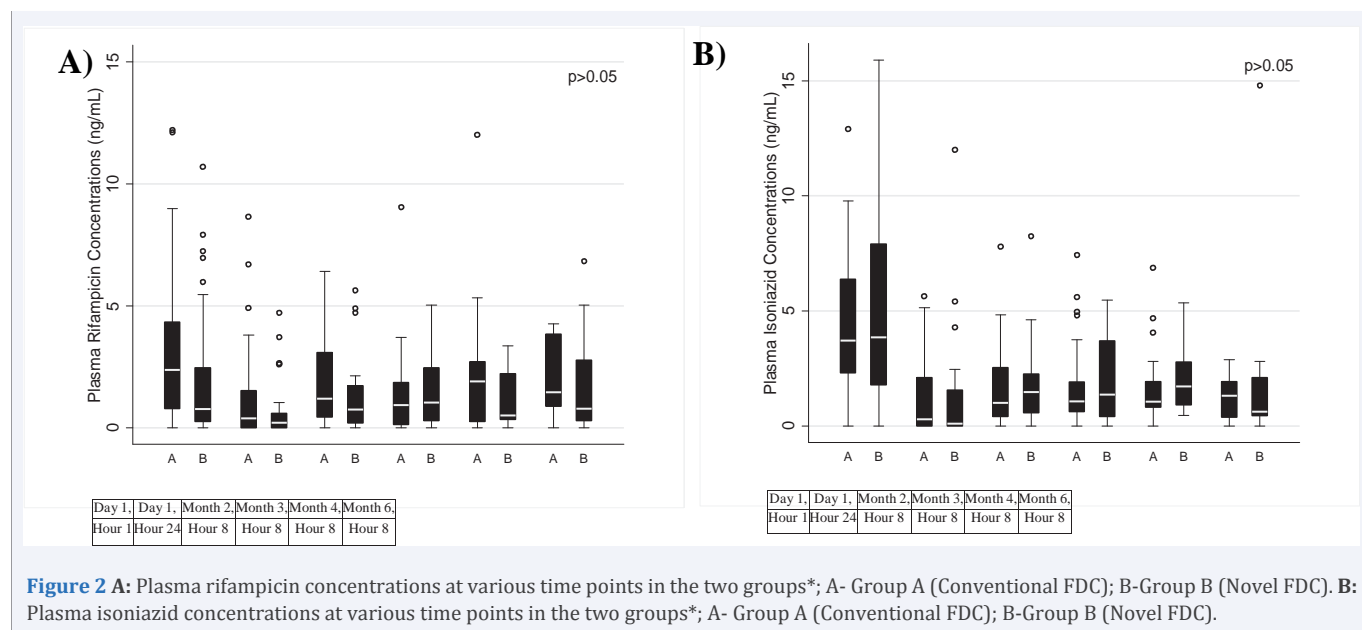 A)
p>0.05
Plasma Rifampicin Concentrations (ng/mL)
15
10
5
0
A B A B A B A B A B A B
Day 1, Day 1, Month 2, Month 3, Month 4, Month 6,
Hour 1 Hour 24 Hour 8 Hour 8 Hour 8 Hour 8
B)
p>0.05
Plasma Isoniazid Concentrations (ng/mL)
15
10
5
0
A B A B A B A B A B A B
Day 1, Day 1, Month 2, Month 3, Month 4, Month 6,
Hour 1 Hour 24 Hour 8 Hour 8 Hour 8 Hour 8
Figure 2 A: Plasma rifampicin concentrations at various time points in the two groups*; A- Group A (Conventional FDC); B-Group B (Novel FDC). B:
Plasma isoniazid concentrations at various time points in the two groups*; A- Group A (Conventional FDC); B-Group B (Novel FDC).